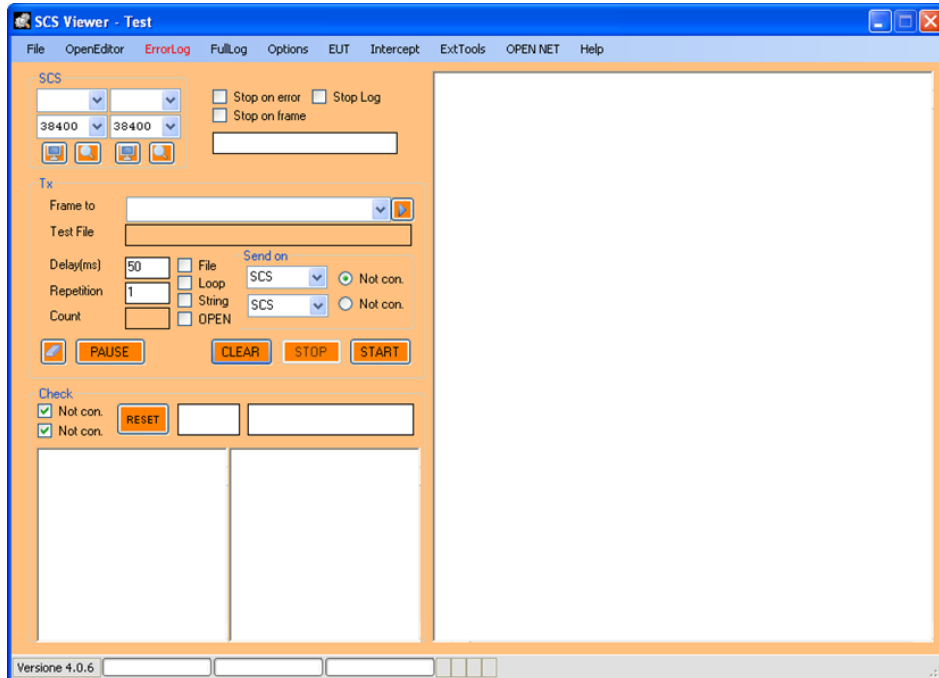 SCS Viewer - Test
File OpenEditor ErrorLog FullLog Options EUT Intercept ExtTools OPEN NET Help
SCS
38400 38400
Stop on error Stop Log
Stop on frame
Tx
Frame to
Test File
Delay(ms) 50 File
Repetition 1 Loop
String
Count OPEN
Send on
SCS Not con.
SCS Not con.
PAUSE CLEAR STOP START
Check
Not con.
Not con.
RESET
Versione 4.0.6